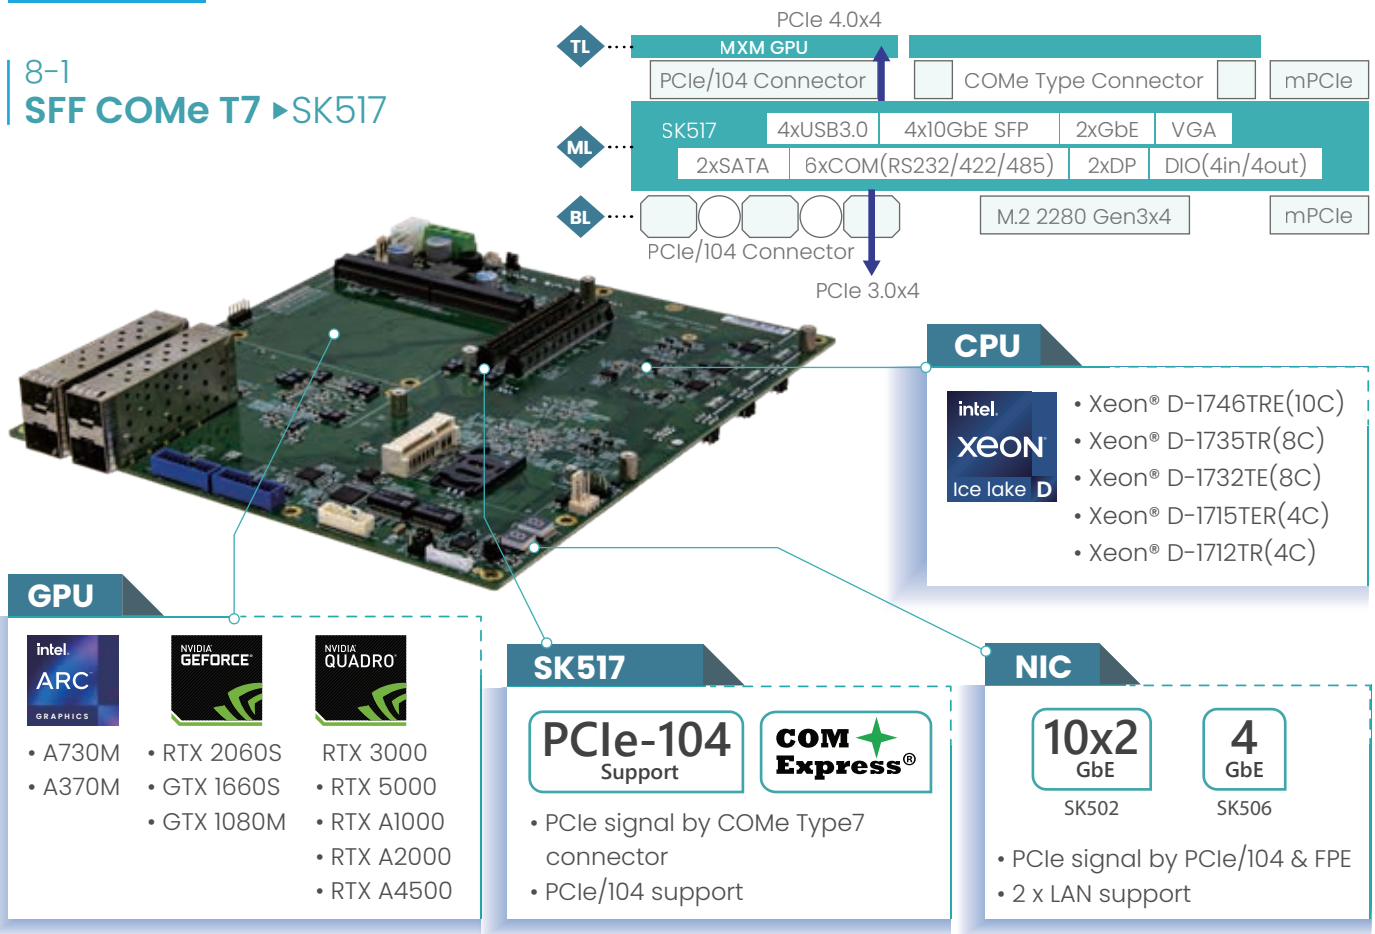 8-1
SFF COMe T7 ▸SK517
PCIe 4.0x4
TL
MXM GPU
PCIe/104 Connector
COMe Type Connector
mPCIe
ML
SK517
4xUSB3.0
4x10GbE SFP
2xGbE
VGA
2xSATA
6xCOM(RS232/422/485)
2xDP
DIO(4in/4out)
BL
M.2 2280 Gen3x4
mPCIe
PCIe/104 Connector
PCIe 3.0x4
CPU
intel.
XEON
Ice lake D
• Xeon® D-1746TRE(10C)
• Xeon® D-1735TR(8C)
• Xeon® D-1732TE(8C)
• Xeon® D-1715TER(4C)
• Xeon® D-1712TR(4C)
GPU
intel.
ARC
GRAPHICS
• A730M
• A370M
NVIDIA
GEFORCE
• RTX 2060S
• GTX 1660S
• GTX 1080M
NVIDIA
QUADRO
RTX 3000
• RTX 5000
• RTX A1000
• RTX A2000
• RTX A4500
SK517
PCIe-104
Support
COM
Express®
• PCIe signal by COMe Type7
connector
• PCIe/104 support
NIC
10x2
GbE
SK502
4
GbE
SK506
• PCIe signal by PCIe/104 & FPE
• 2 x LAN support